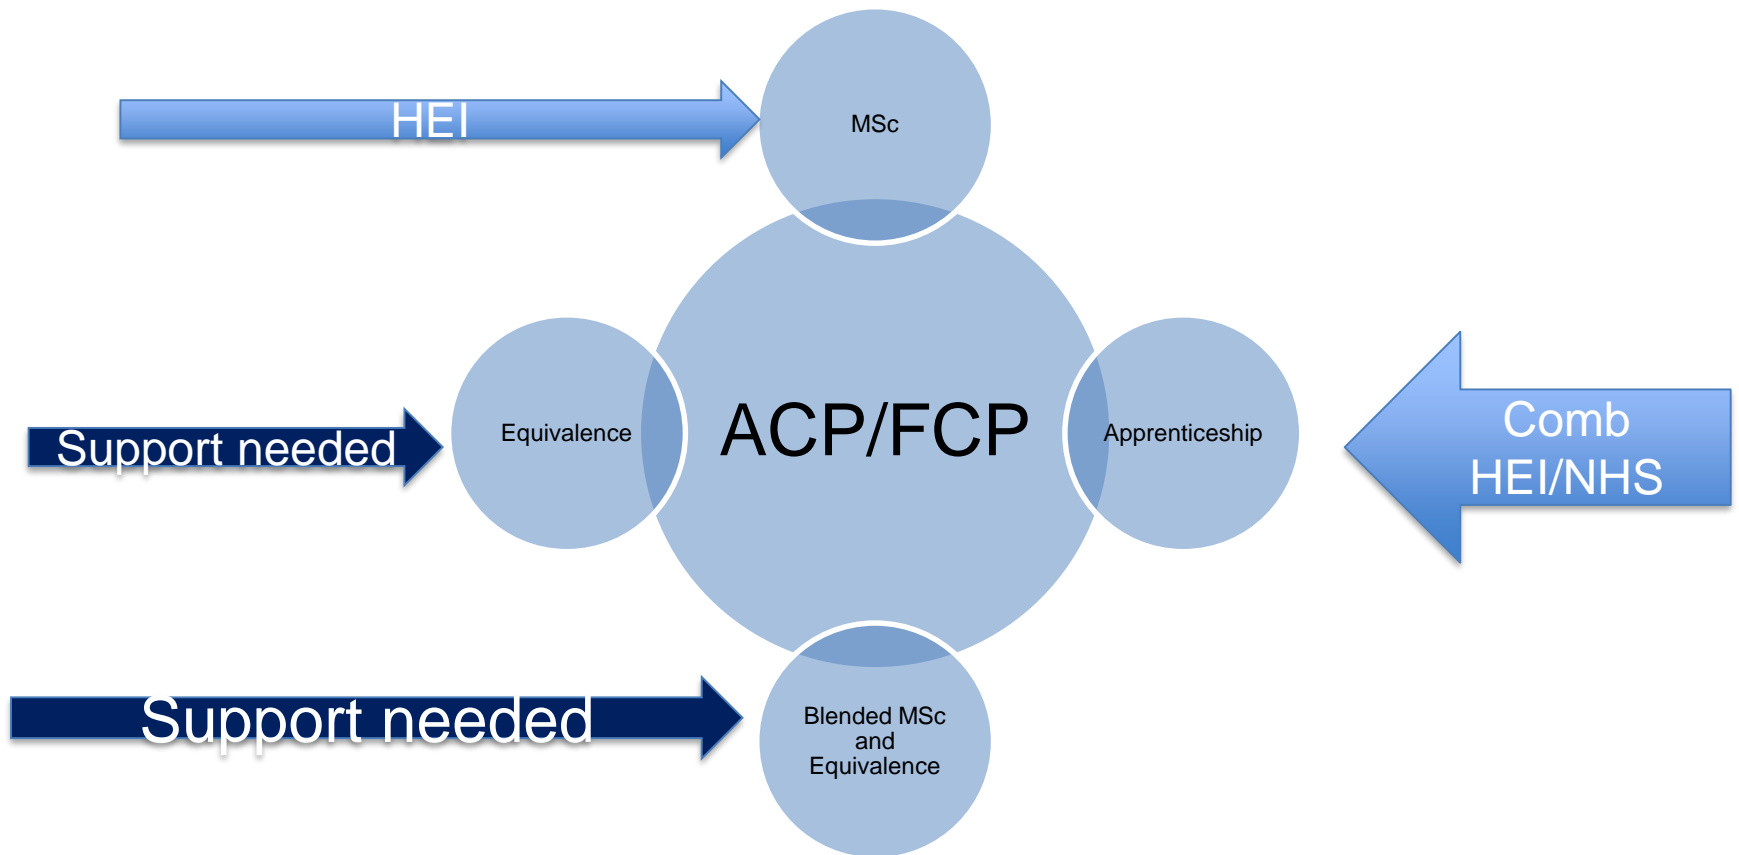 HEI
MSc
Support needed
Equivalence
ACP/FCP
Apprenticeship
Comb
HEI/NHS
Support needed
Blended MSc
and
Equivalence